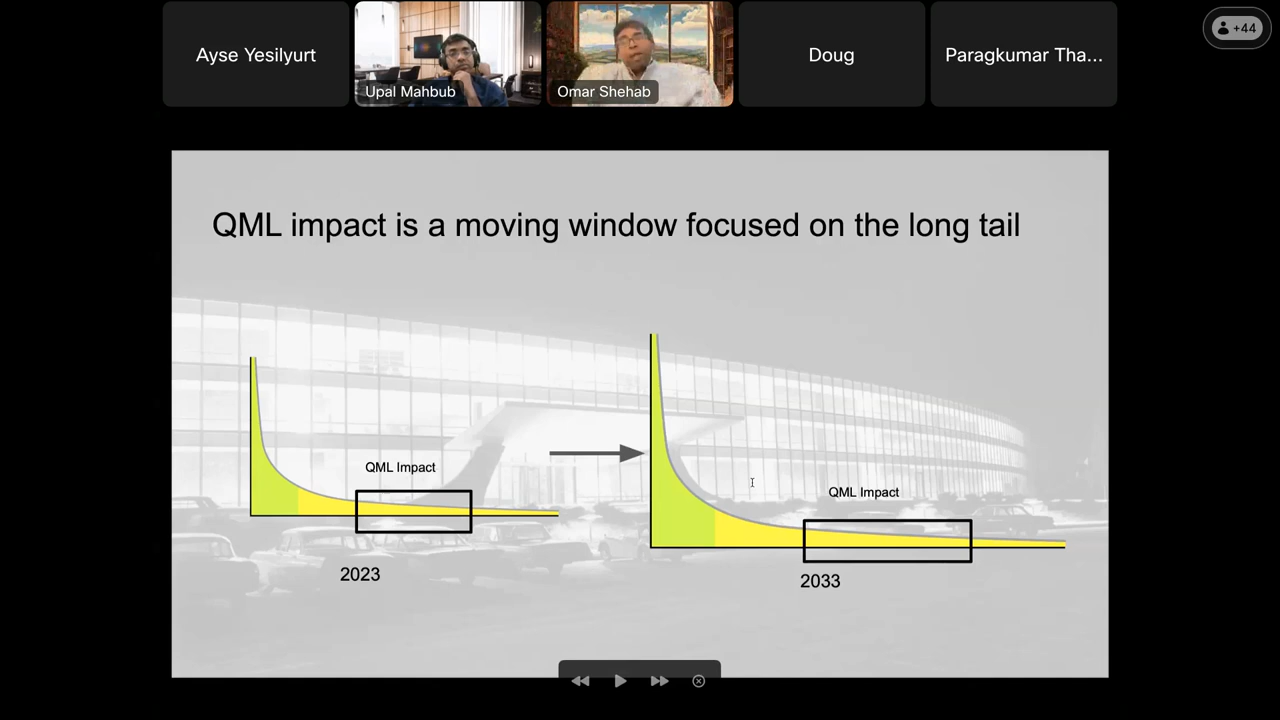 Ayse Yesilyurt
Upal Mahbub
Omar Shehab
Doug
Paragkumar Tha...
+44
QML impact is a moving window focused on the long tail
QML Impact
QML Impact
2023
2033